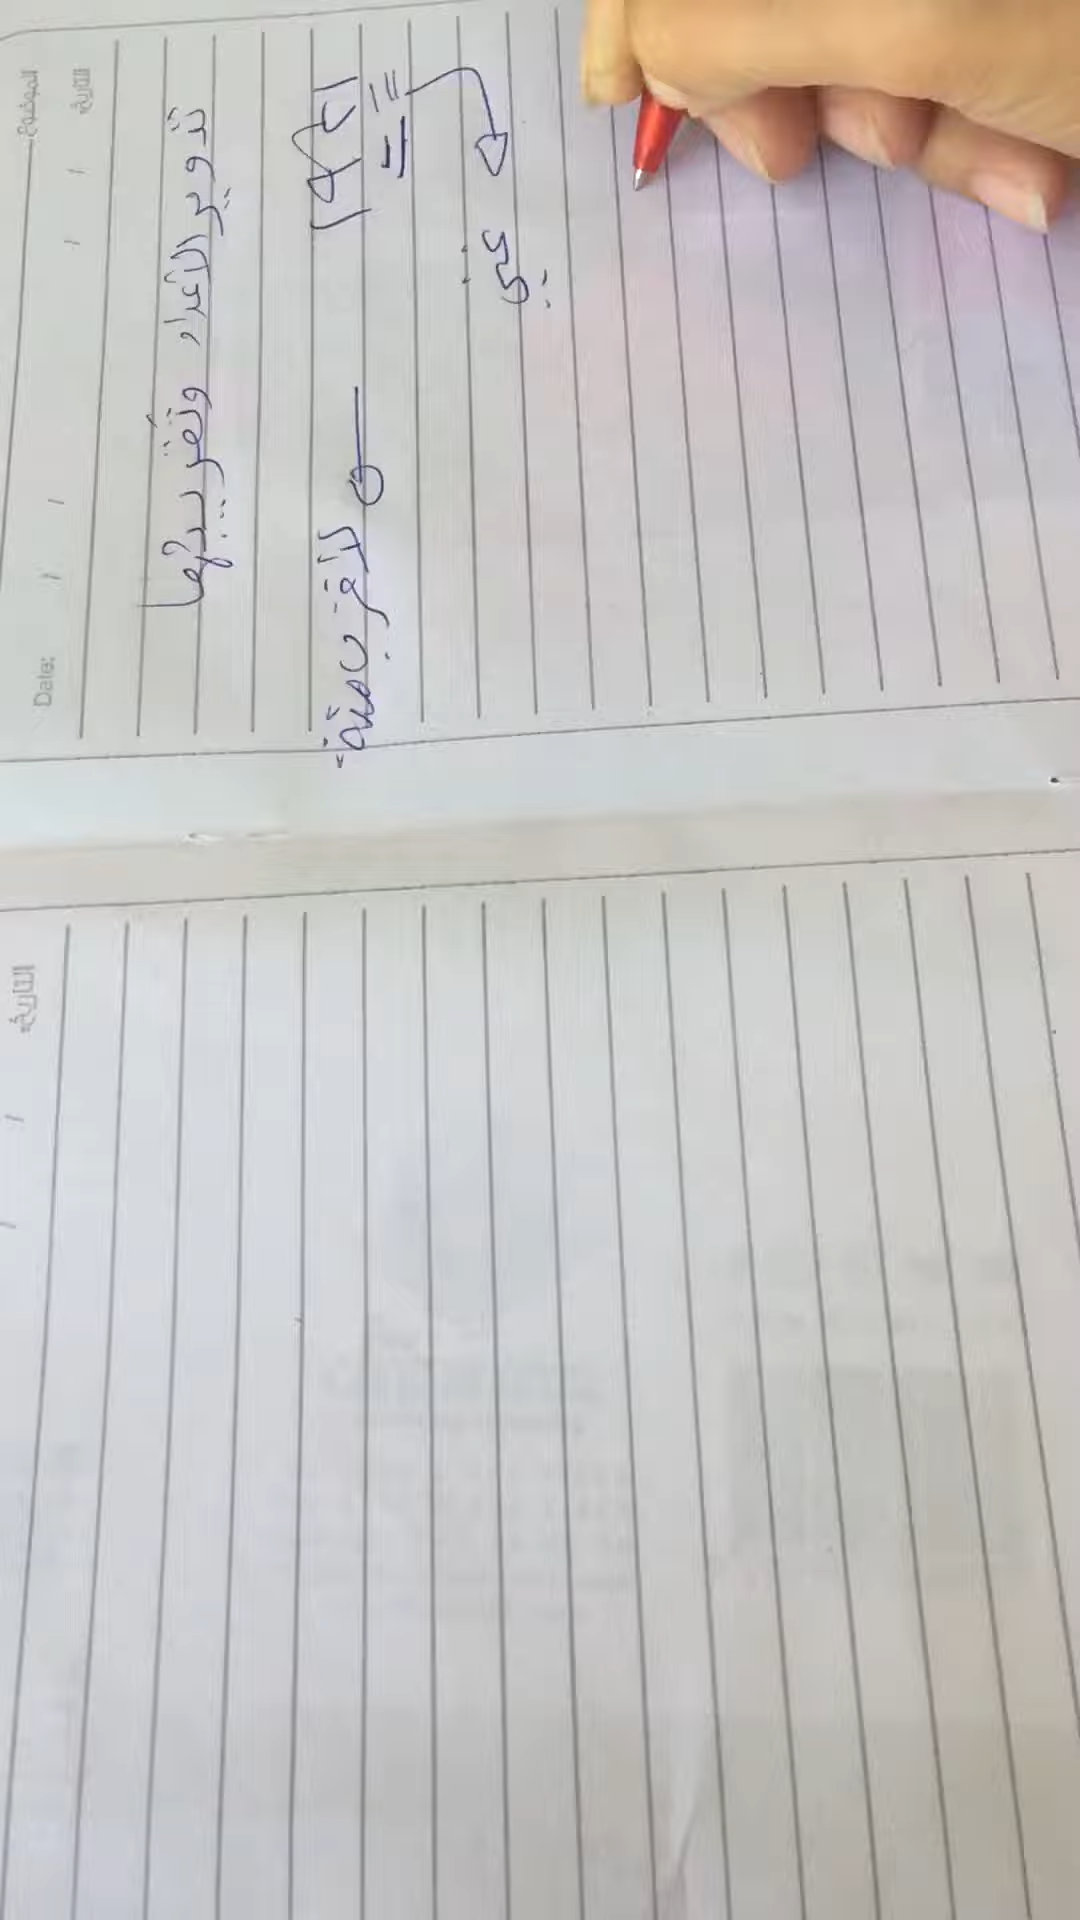 الموضوع
التاريخ / / Date: / /
تدوير الأعداد وتقريبها
لأقرب مئة
التاريخ / /